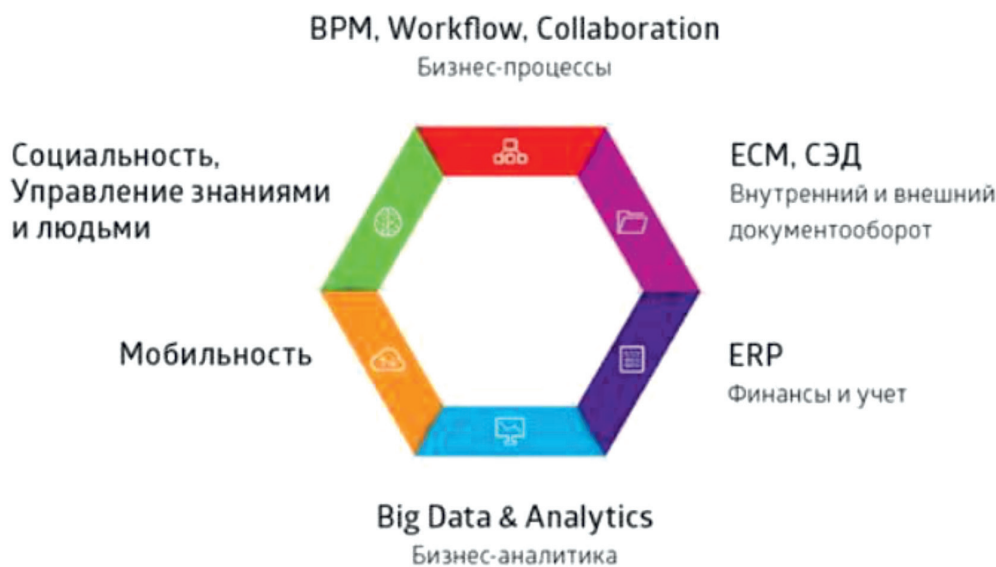 BPM, Workflow, Collaboration
Бизнес-процессы
Социальность,
Управление знаниями
и людьми
ECM, СЭД
Внутренний и внешний
документооборот
Мобильность
ERP
Финансы и учет
Big Data & Analytics
Бизнес-аналитика